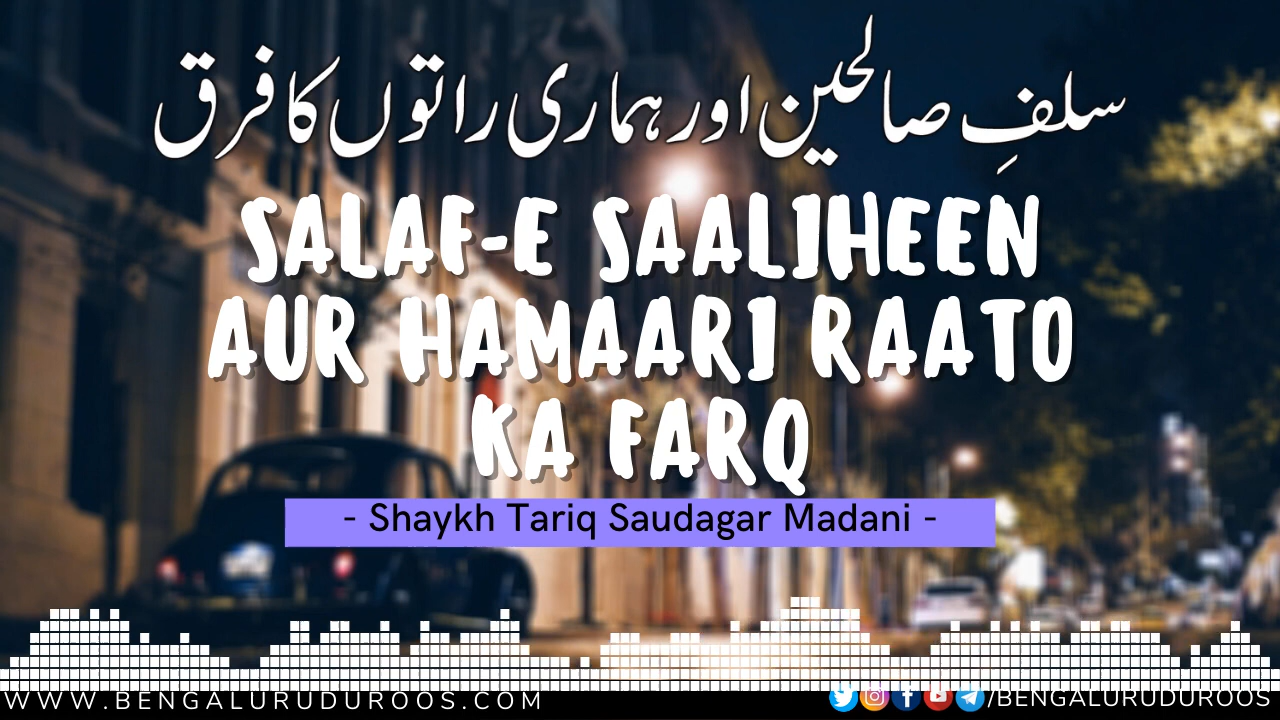 سلفِ صالحین اور ہماری راتوں کا فرق
SALAF-E SAALIHEEN
AUR HAMAARI RAATO
KA FARQ
- Shaykh Tariq Saudagar Madani -
WWW.BENGALURUDUROOS.COM
/BENGALURUDUROOS